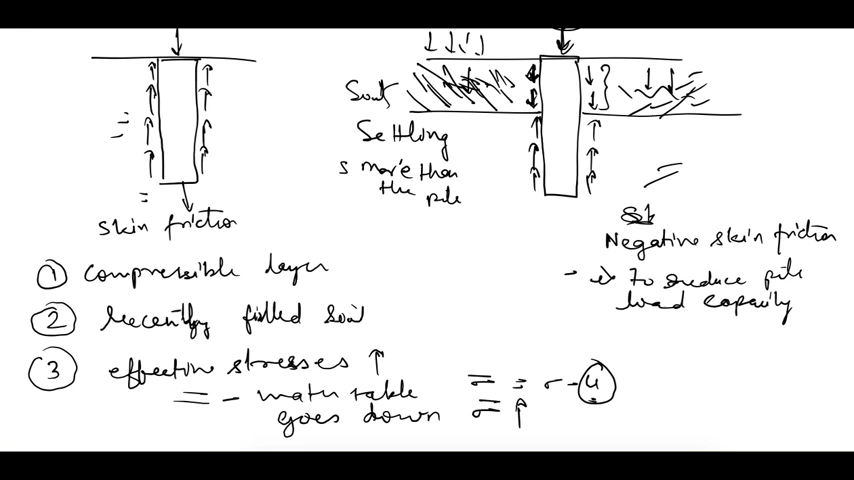 Soil
Settling
is more than
the pile
skin friction
Negative skin friction
→ To reduce pile
load capacity
① compressible layer
② Recently filled soil
③ effective stresses ↑
= - water table
goes down
σ̄ = σ - u
σ̄ ↑